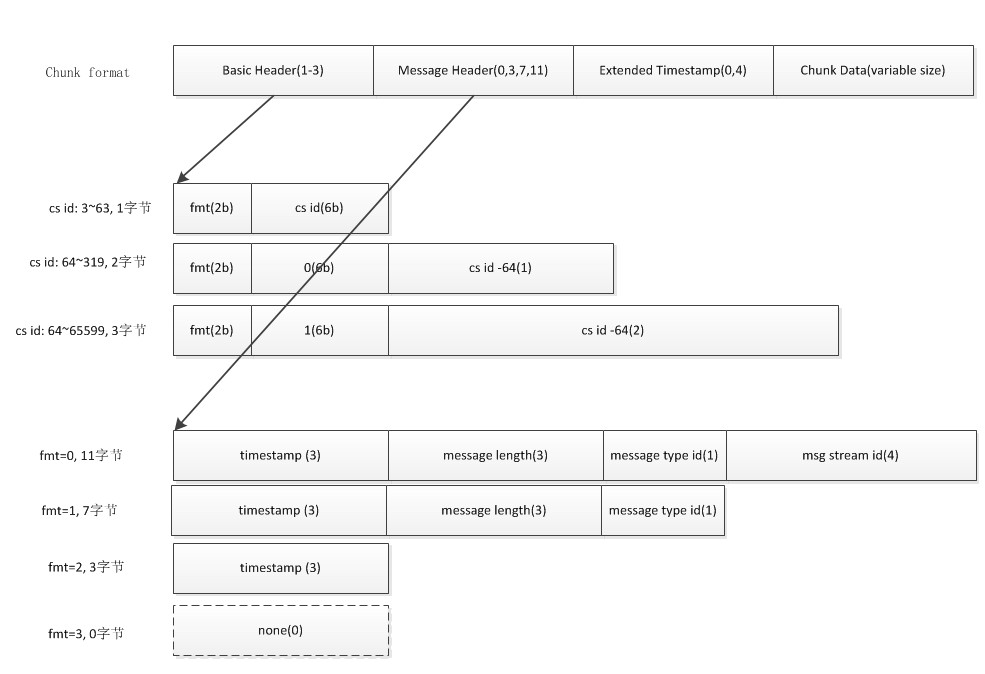 Chunk format
Basic Header(1-3)
Message Header(0,3,7,11)
Extended Timestamp(0,4)
Chunk Data(variable size)
cs id: 3~63, 1字节
fmt(2b)
cs id(6b)
cs id: 64~319, 2字节
fmt(2b)
0(6b)
cs id -64(1)
cs id: 64~65599, 3字节
fmt(2b)
1(6b)
cs id -64(2)
fmt=0, 11字节
timestamp (3)
message length(3)
message type id(1)
msg stream id(4)
fmt=1, 7字节
timestamp (3)
message length(3)
message type id(1)
fmt=2, 3字节
timestamp (3)
fmt=3, 0字节
none(0)